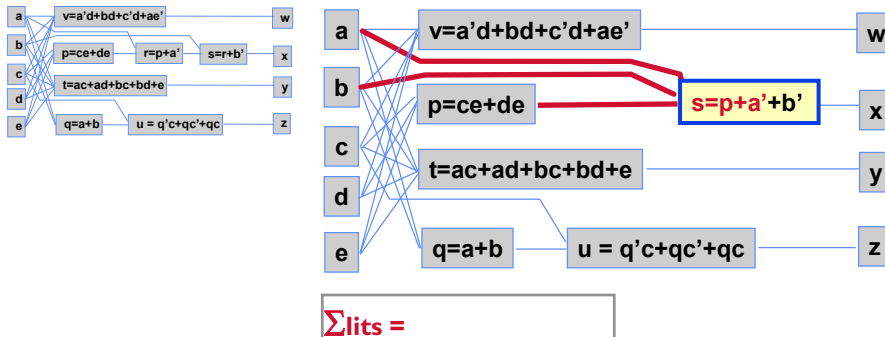 a
v=a’d+bd+c’d+ae’
w
b
p=ce+de
r=p+a’
s=r+b’
x
c
t=ac+ad+bc+bd+e
y
d
e
q=a+b
u = q’c+qc’+qc
z
a
v=a’d+bd+c’d+ae’
w
b
p=ce+de
s=p+a’+b’
x
c
t=ac+ad+bc+bd+e
y
d
e
q=a+b
u = q’c+qc’+qc
z
∑lits =